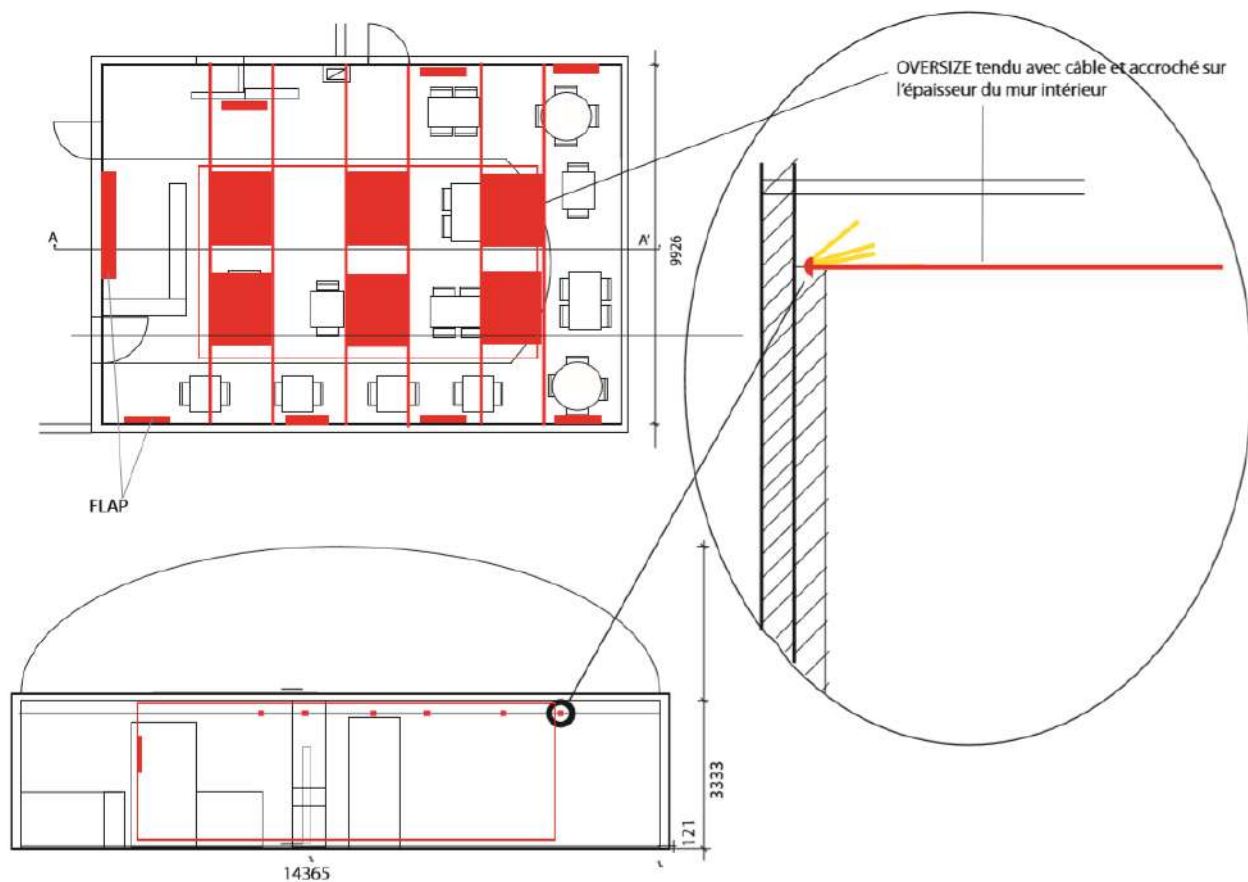 OVERSIZE tendu avec câble et accroché sur
l'épaisseur du mur intérieur
A
A'
9926
FLAP
3333
121
14365